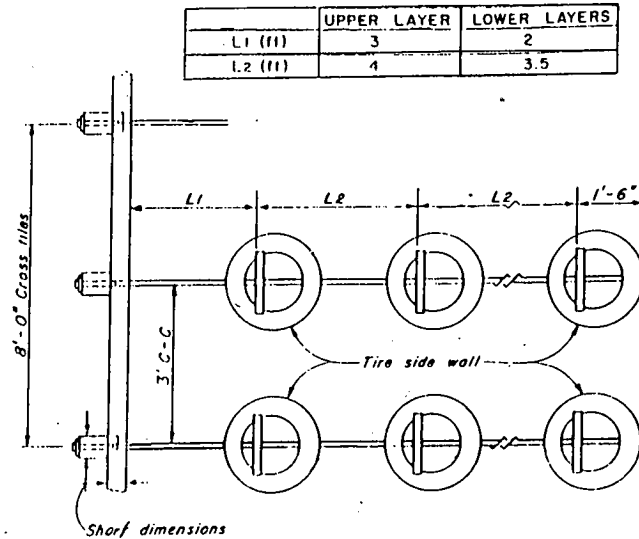 UPPER LAYER LOWER LAYERS
L1 (ft) 3 2
L2 (ft) 4 3.5
L1 L2 L2 1'-6"
8'-0" Cross ties
3' C-C
Tire side wall
Short dimensions